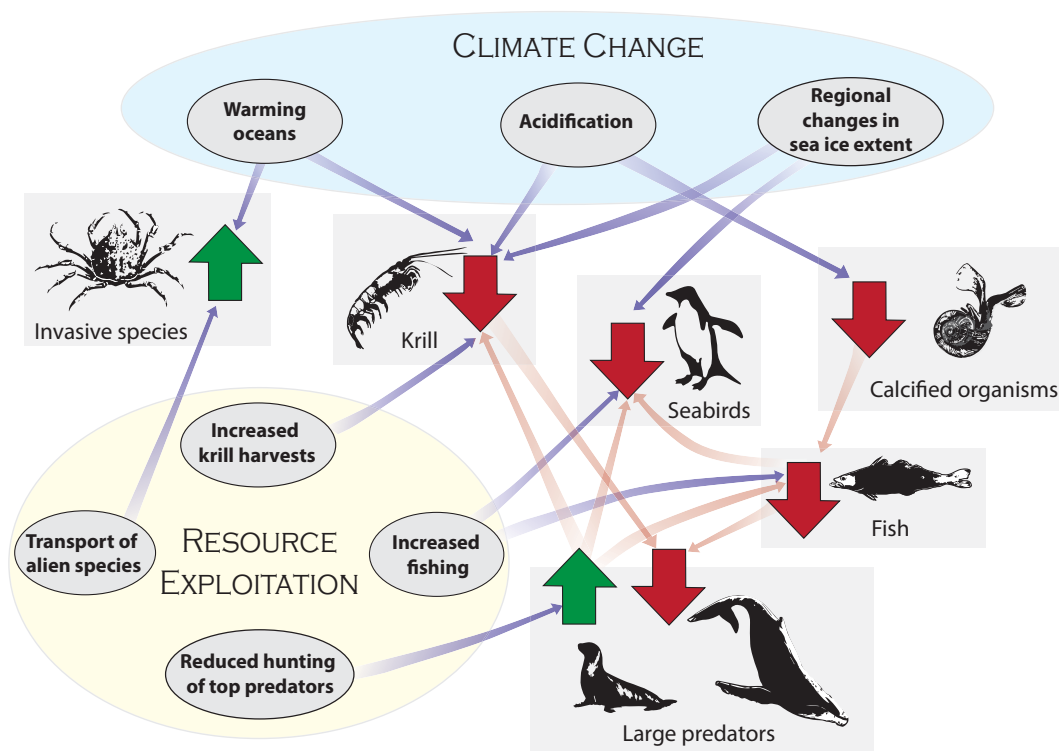 CLIMATE CHANGE
Warming
oceans
Acidification
Regional
changes in
sea ice extent
Invasive species
Krill
Seabirds
Calcified organisms
Increased
krill harvests
Fish
Transport of
alien species
RESOURCE
EXPLOITATION
Increased
fishing
Reduced hunting
of top predators
Large predators